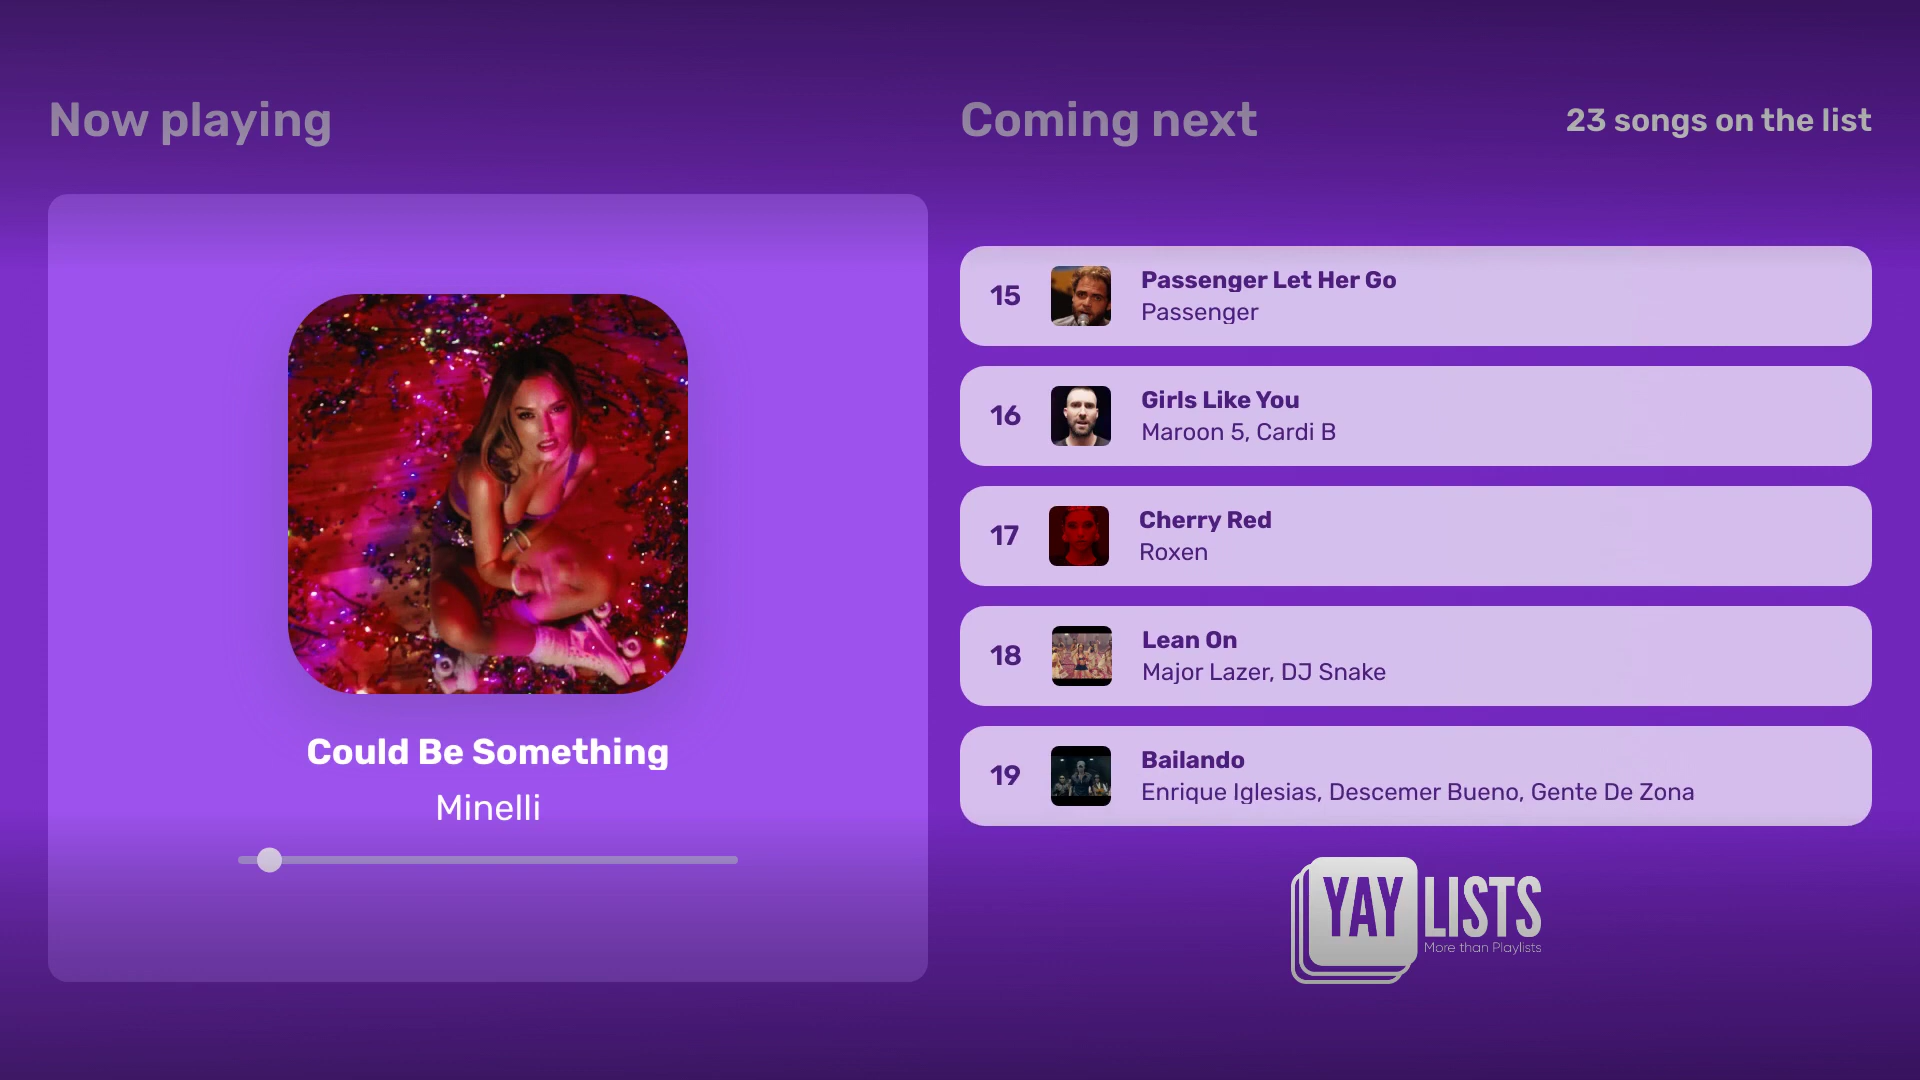 Now playing
Could Be Something
Minelli
Coming next
23 songs on the list
15
Passenger Let Her Go
Passenger
16
Girls Like You
Maroon 5, Cardi B
17
Cherry Red
Roxen
18
Lean On
Major Lazer, DJ Snake
19
Bailando
Enrique Iglesias, Descemer Bueno, Gente De Zona
YAYLISTS
More than Playlists